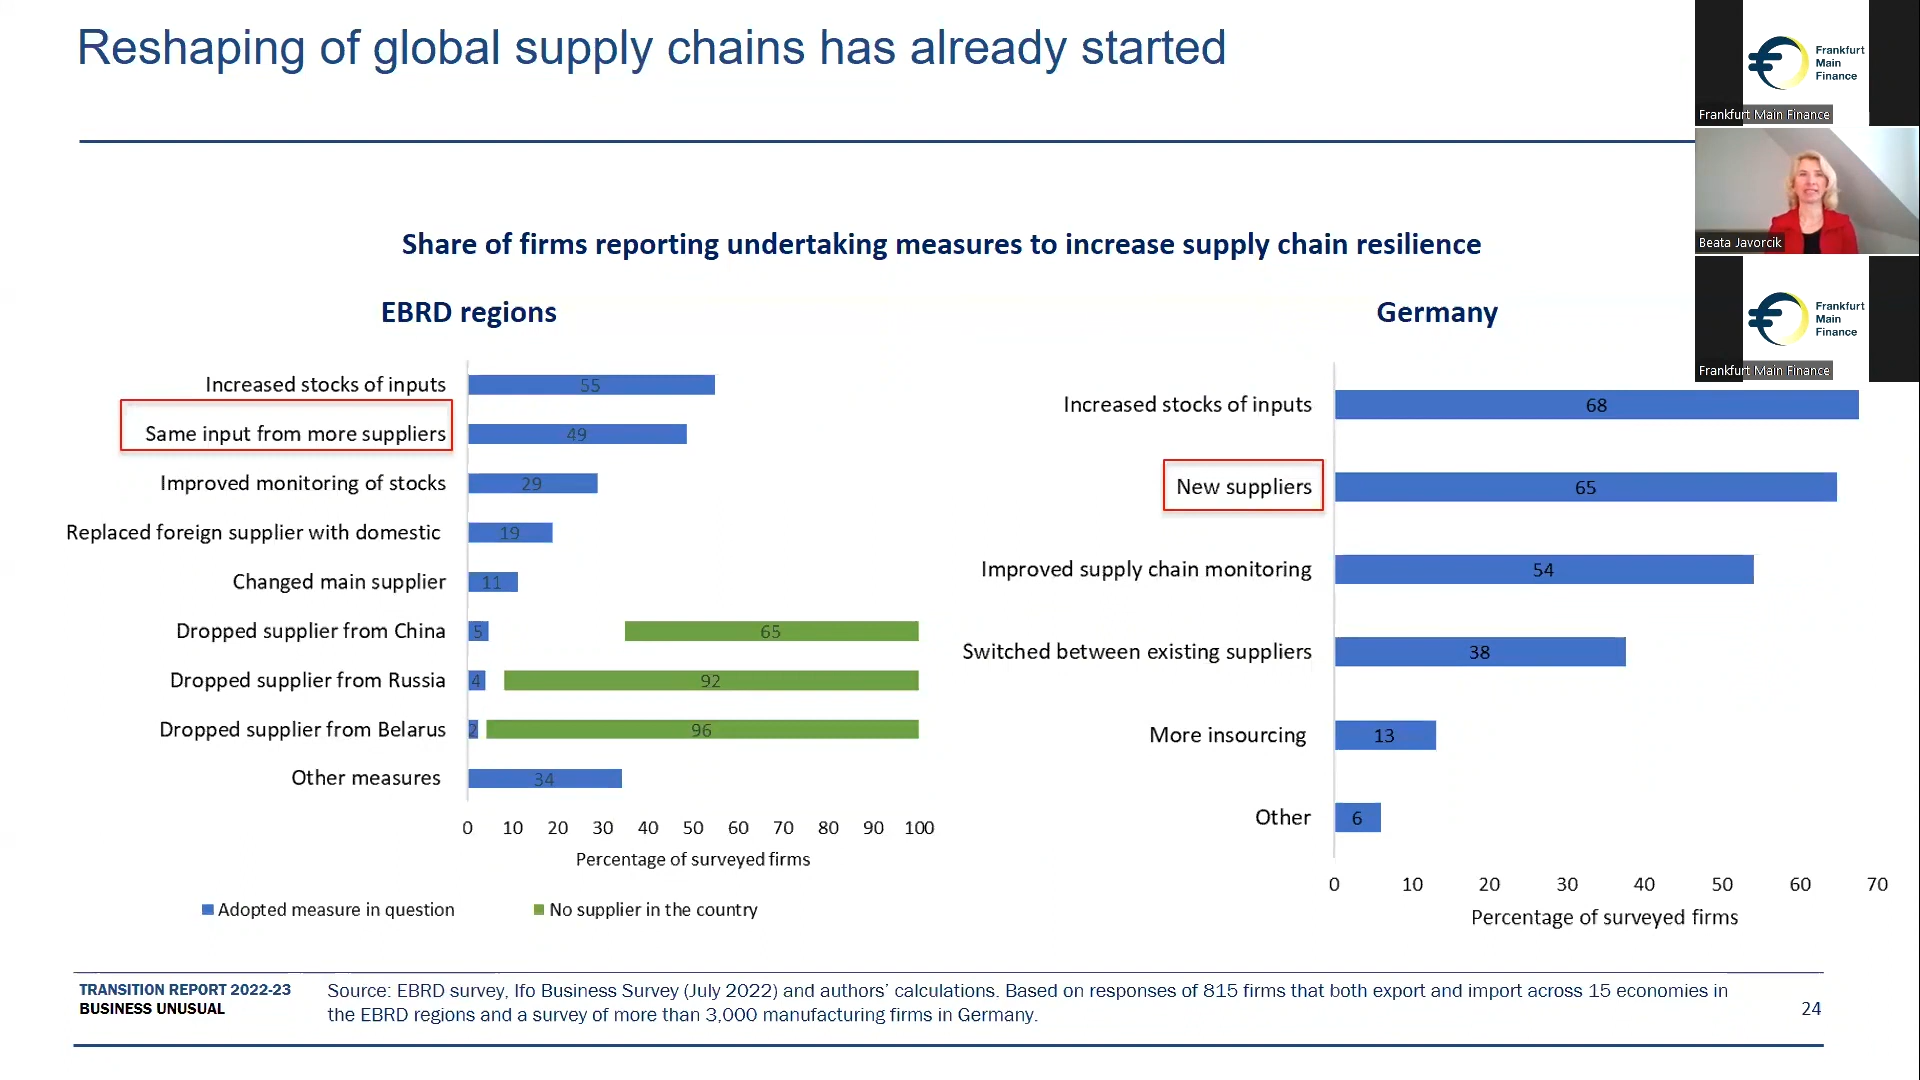 Reshaping of global supply chains has already started
Frankfurt
Main
Finance
Frankfurt Main Finance
Beata Javorcik
Frankfurt
Main
Finance
Frankfurt Main Finance
Share of firms reporting undertaking measures to increase supply chain resilience
EBRD regions
Increased stocks of inputs 55
Same input from more suppliers 49
Improved monitoring of stocks 29
Replaced foreign supplier with domestic 19
Changed main supplier 11
Dropped supplier from China 5 65
Dropped supplier from Russia 4 92
Dropped supplier from Belarus 2 96
Other measures 34
0 10 20 30 40 50 60 70 80 90 100
Percentage of surveyed firms
Adopted measure in question No supplier in the country
Germany
Increased stocks of inputs 68
New suppliers 65
Improved supply chain monitoring 54
Switched between existing suppliers 38
More insourcing 13
Other 6
0 10 20 30 40 50 60 70
Percentage of surveyed firms
TRANSITION REPORT 2022-23
BUSINESS UNUSUAL
Source: EBRD survey, Ifo Business Survey (July 2022) and authors’ calculations. Based on responses of 815 firms that both export and import across 15 economies in
the EBRD regions and a survey of more than 3,000 manufacturing firms in Germany.
24